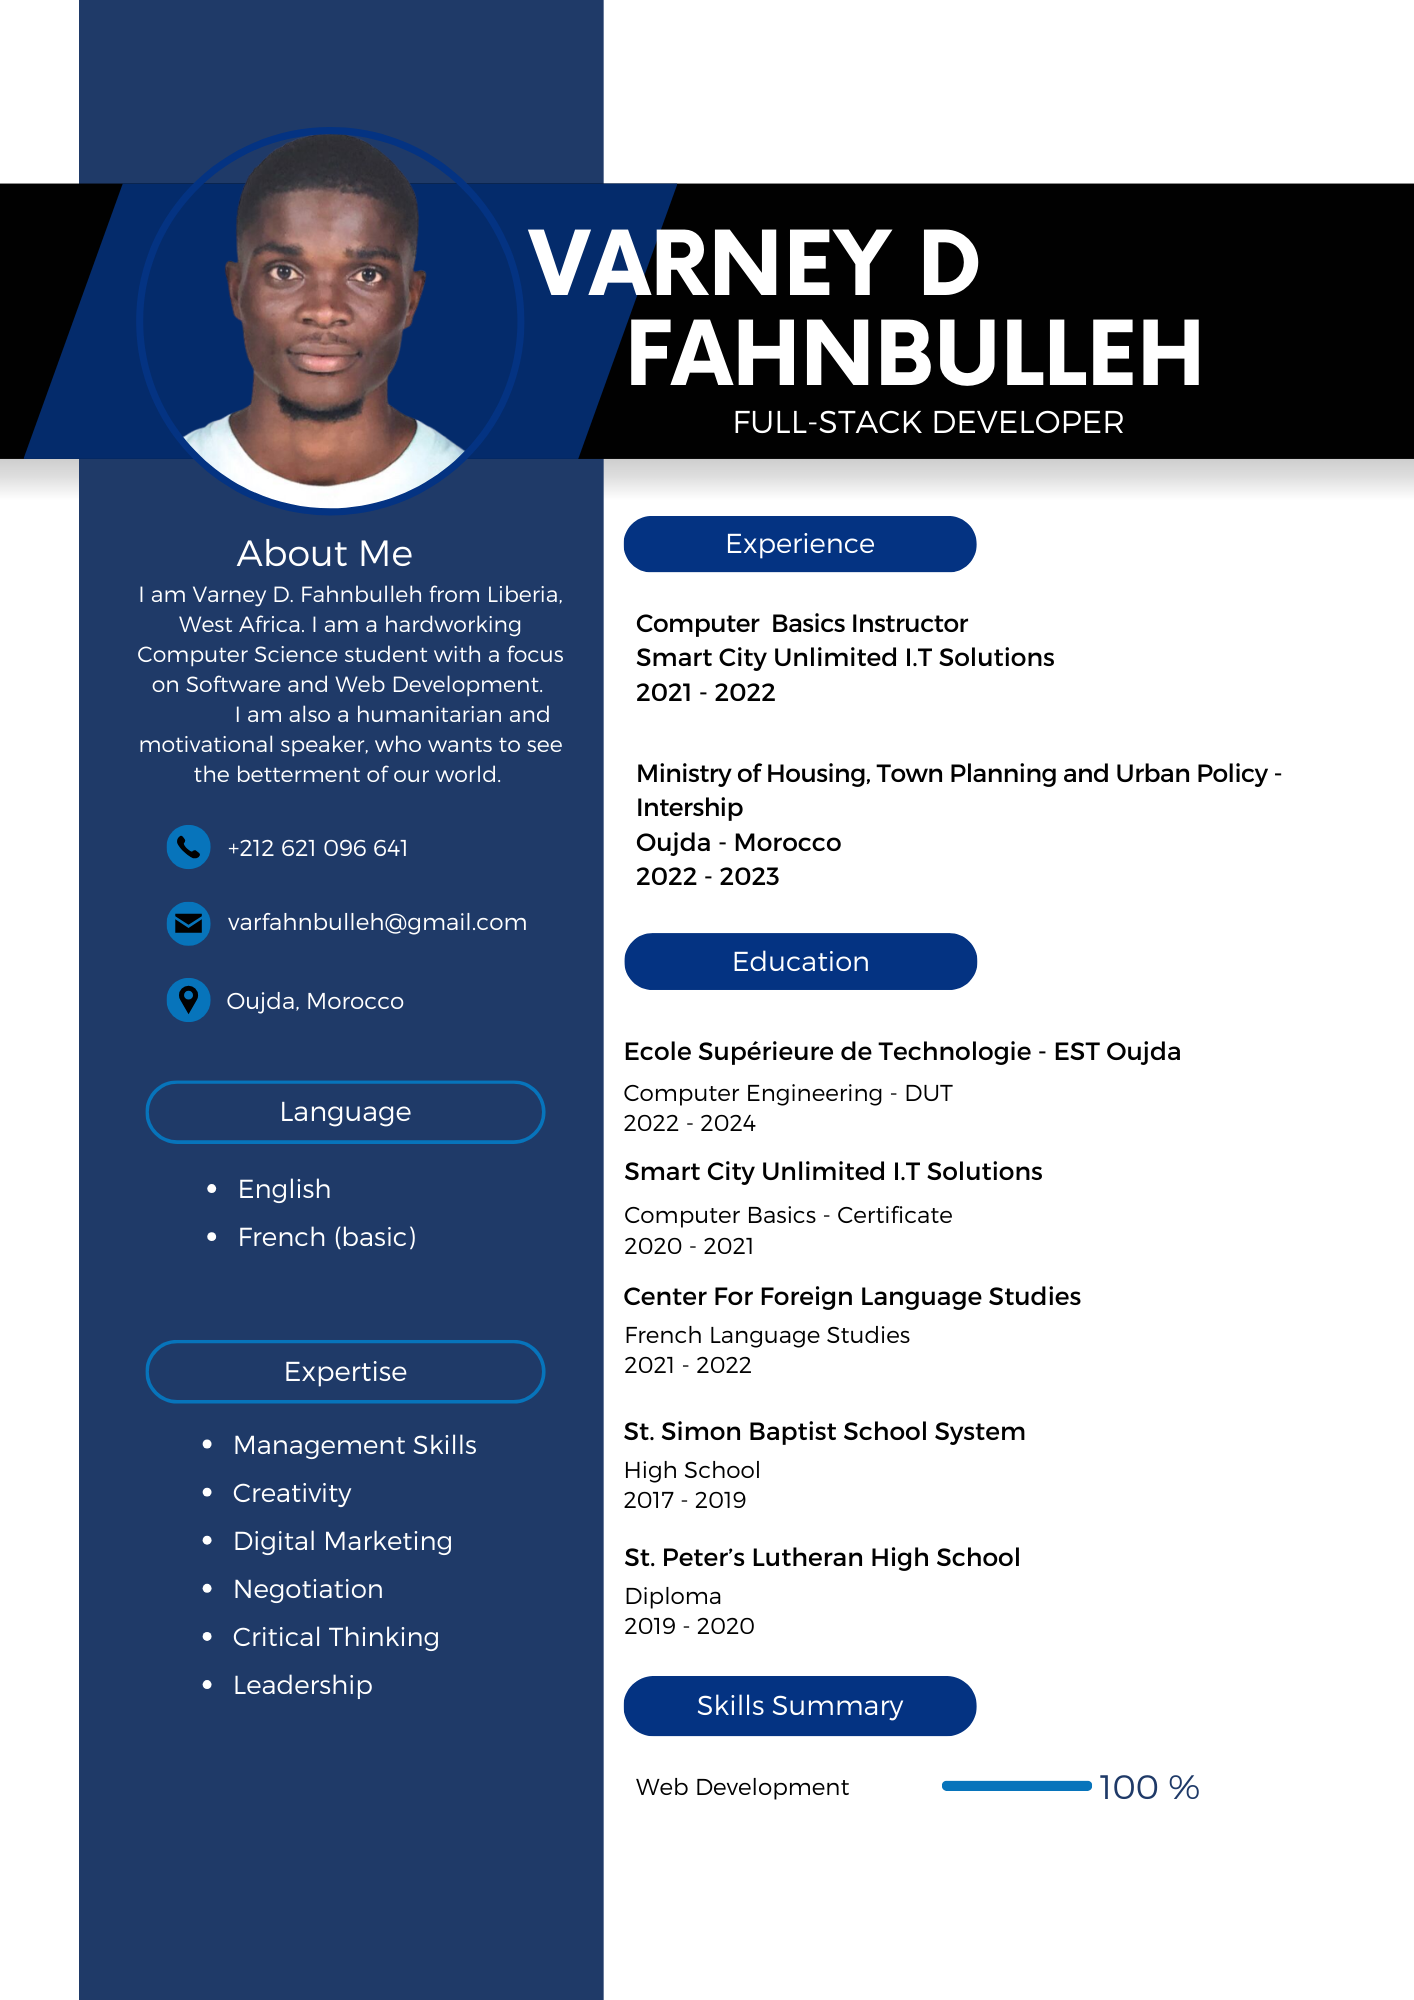 VARNEY D
FAHNBULLEH
FULL-STACK DEVELOPER
About Me
I am Varney D. Fahnbulleh from Liberia,
West Africa. I am a hardworking
Computer Science student with a focus
on Software and Web Development.
I am also a humanitarian and
motivational speaker, who wants to see
the betterment of our world.
+212 621 096 641
varfahnbulleh@gmail.com
Oujda, Morocco
Language
• English
• French (basic)
Expertise
• Management Skills
• Creativity
• Digital Marketing
• Negotiation
• Critical Thinking
• Leadership
Experience
Computer  Basics Instructor
Smart City Unlimited I.T Solutions
2021 - 2022
Ministry of Housing, Town Planning and Urban Policy -
Intership
Oujda - Morocco
2022 - 2023
Education
Ecole Supérieure de Technologie - EST Oujda
Computer Engineering - DUT
2022 - 2024
Smart City Unlimited I.T Solutions
Computer Basics - Certificate
2020 - 2021
Center For Foreign Language Studies
French Language Studies
2021 - 2022
St. Simon Baptist School System
High School
2017 - 2019
St. Peter’s Lutheran High School
Diploma
2019 - 2020
Skills Summary
Web Development 100 %